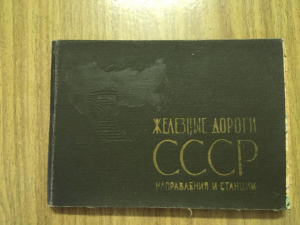 ЖЕЛЕЗНЫЕ ДОРОГИ
СССР
НАПРАВЛЕНИЯ И СТАНЦИИ